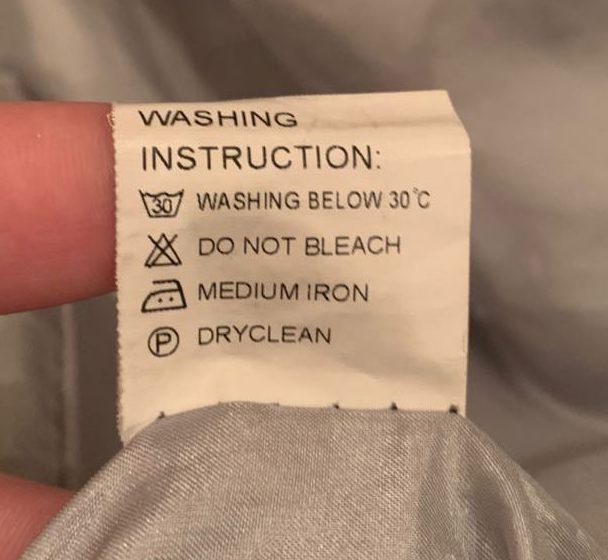 WASHING
INSTRUCTION:
30 WASHING BELOW 30°C
DO NOT BLEACH
MEDIUM IRON
P DRYCLEAN